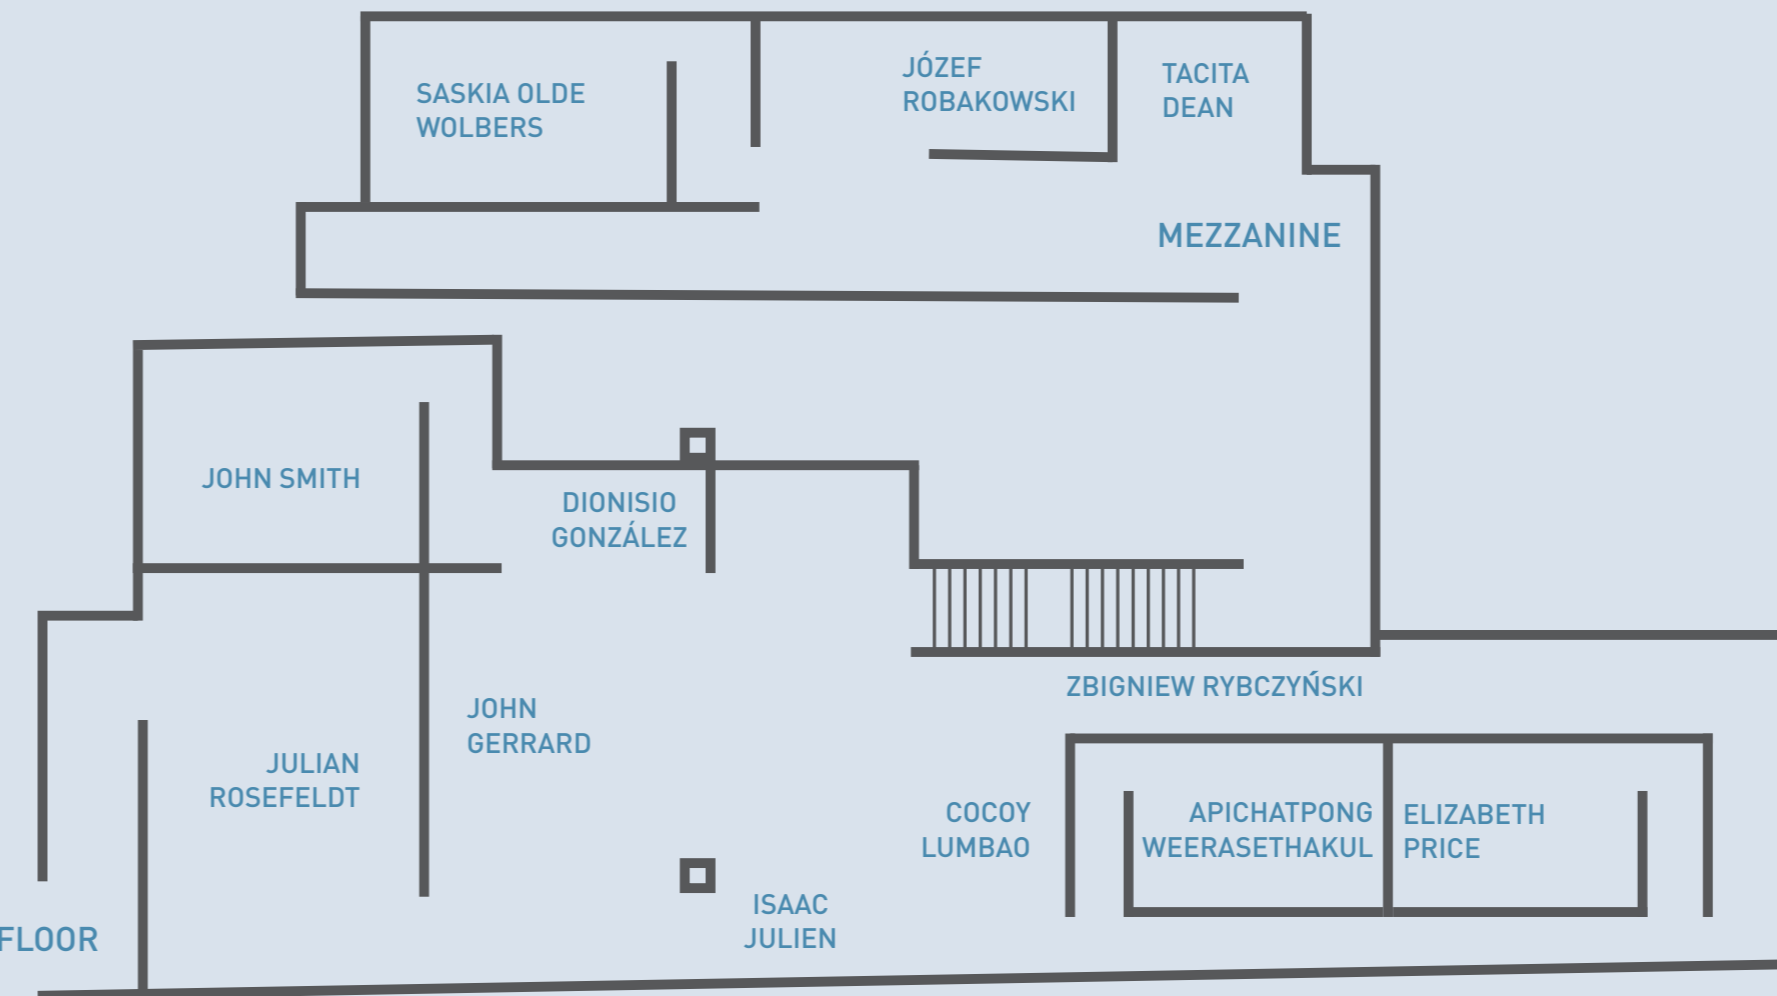 SASKIA OLDE
WOLBERS
JÓZEF
ROBAKOWSKI
TACITA
DEAN
MEZZANINE
JOHN SMITH
DIONISIO
GONZÁLEZ
ZBIGNIEW RYBCZYŃSKI
JOHN
GERRARD
JULIAN
ROSEFELDT
COCOY
LUMBAO
APICHATPONG
WEERASETHAKUL
ELIZABETH
PRICE
ISAAC
JULIEN
FLOOR